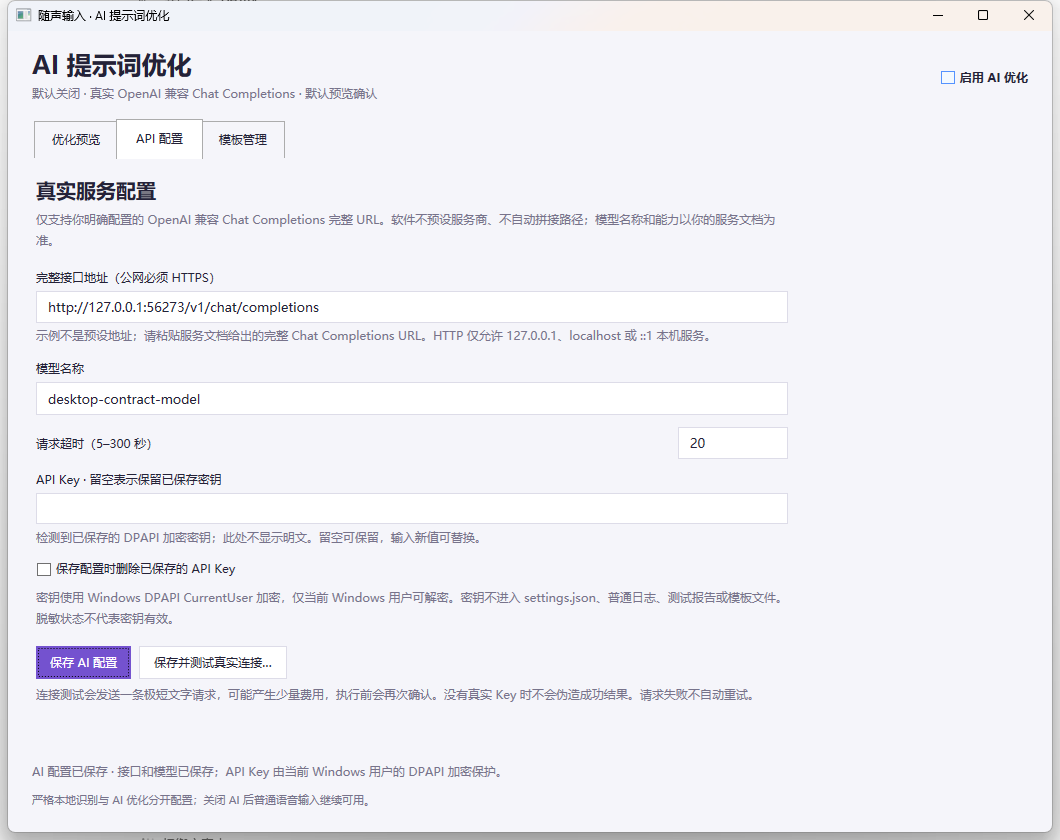 随声输入 · AI 提示词优化
AI 提示词优化
启用 AI 优化
默认关闭 · 真实 OpenAI 兼容 Chat Completions · 默认预览确认
优化预览
API 配置
模板管理
真实服务配置
仅支持你明确配置的 OpenAI 兼容 Chat Completions 完整 URL。软件不预设服务商、不自动拼接路径；模型名称和能力以你的服务文档为
准。
完整接口地址（公网必须 HTTPS）
http://127.0.0.1:56273/v1/chat/completions
示例不是预设地址；请粘贴服务文档给出的完整 Chat Completions URL。HTTP 仅允许 127.0.0.1、localhost 或 ::1 本机服务。
模型名称
desktop-contract-model
请求超时（5–300 秒）
20
API Key · 留空表示保留已保存密钥
检测到已保存的 DPAPI 加密密钥；此处不显示明文。留空可保留，输入新值可替换。
保存配置时删除已保存的 API Key
密钥使用 Windows DPAPI CurrentUser 加密，仅当前 Windows 用户可解密。密钥不进入 settings.json、普通日志、测试报告或模板文件。
脱敏状态不代表密钥有效。
保存 AI 配置
保存并测试真实连接...
连接测试会发送一条极短文字请求，可能产生少量费用，执行前会再次确认。没有真实 Key 时不会伪造成功结果。请求失败不自动重试。
AI 配置已保存 · 接口和模型已保存；API Key 由当前 Windows 用户的 DPAPI 加密保护。
严格本地识别与 AI 优化分开配置；关闭 AI 后普通语音输入继续可用。